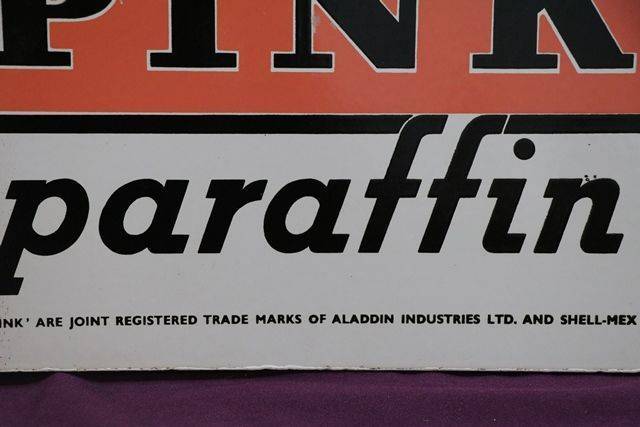 PINK
paraffin
INK' ARE JOINT REGISTERED TRADE MARKS OF ALADDIN INDUSTRIES LTD. AND SHELL-MEX